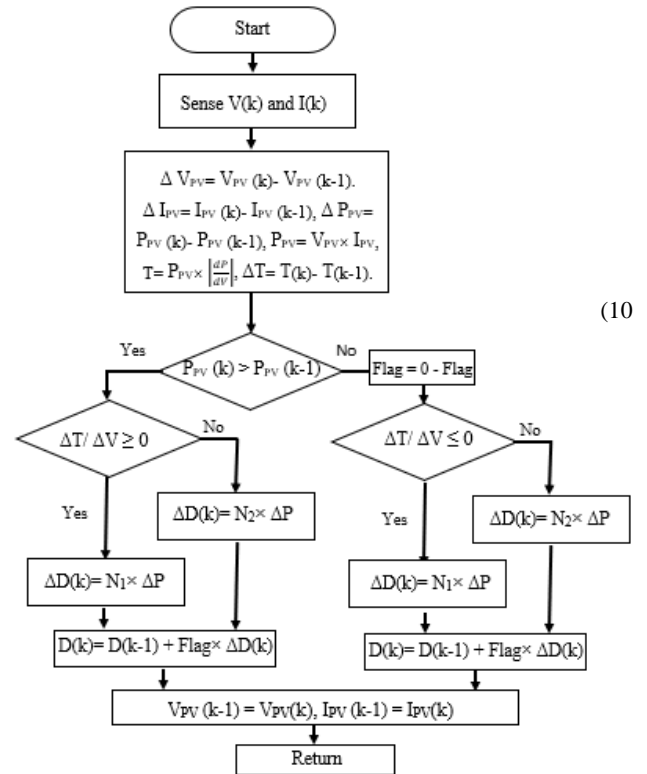 Start
Sense V(k) and I(k)
Δ VPV= VPV (k)- VPV (k-1).
Δ IPV= IPV (k)- IPV (k-1), Δ PPV=
PPV (k)- PPV (k-1), PPV= VPV× IPV,
T= PPV× |dP/dV|, ΔT= T(k)- T(k-1).
(10
Yes
PPV (k) > PPV (k-1)
No
Flag = 0 - Flag
ΔT/ ΔV ≥ 0
No
ΔT/ ΔV ≤ 0
No
Yes
ΔD(k)= N2× ΔP
Yes
ΔD(k)= N2× ΔP
ΔD(k)= N1× ΔP
ΔD(k)= N1× ΔP
D(k)= D(k-1) + Flag× ΔD(k)
D(k)= D(k-1) + Flag× ΔD(k)
VPV (k-1) = VPV(k), IPV (k-1) = IPV(k)
Return